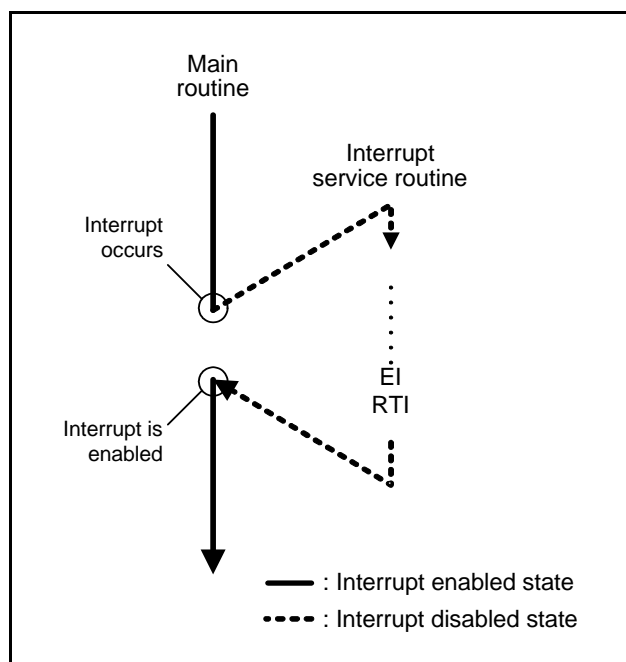 Main
routine
Interrupt
service routine
Interrupt
occurs
EI
RTI
Interrupt is
enabled
: Interrupt enabled state
: Interrupt disabled state